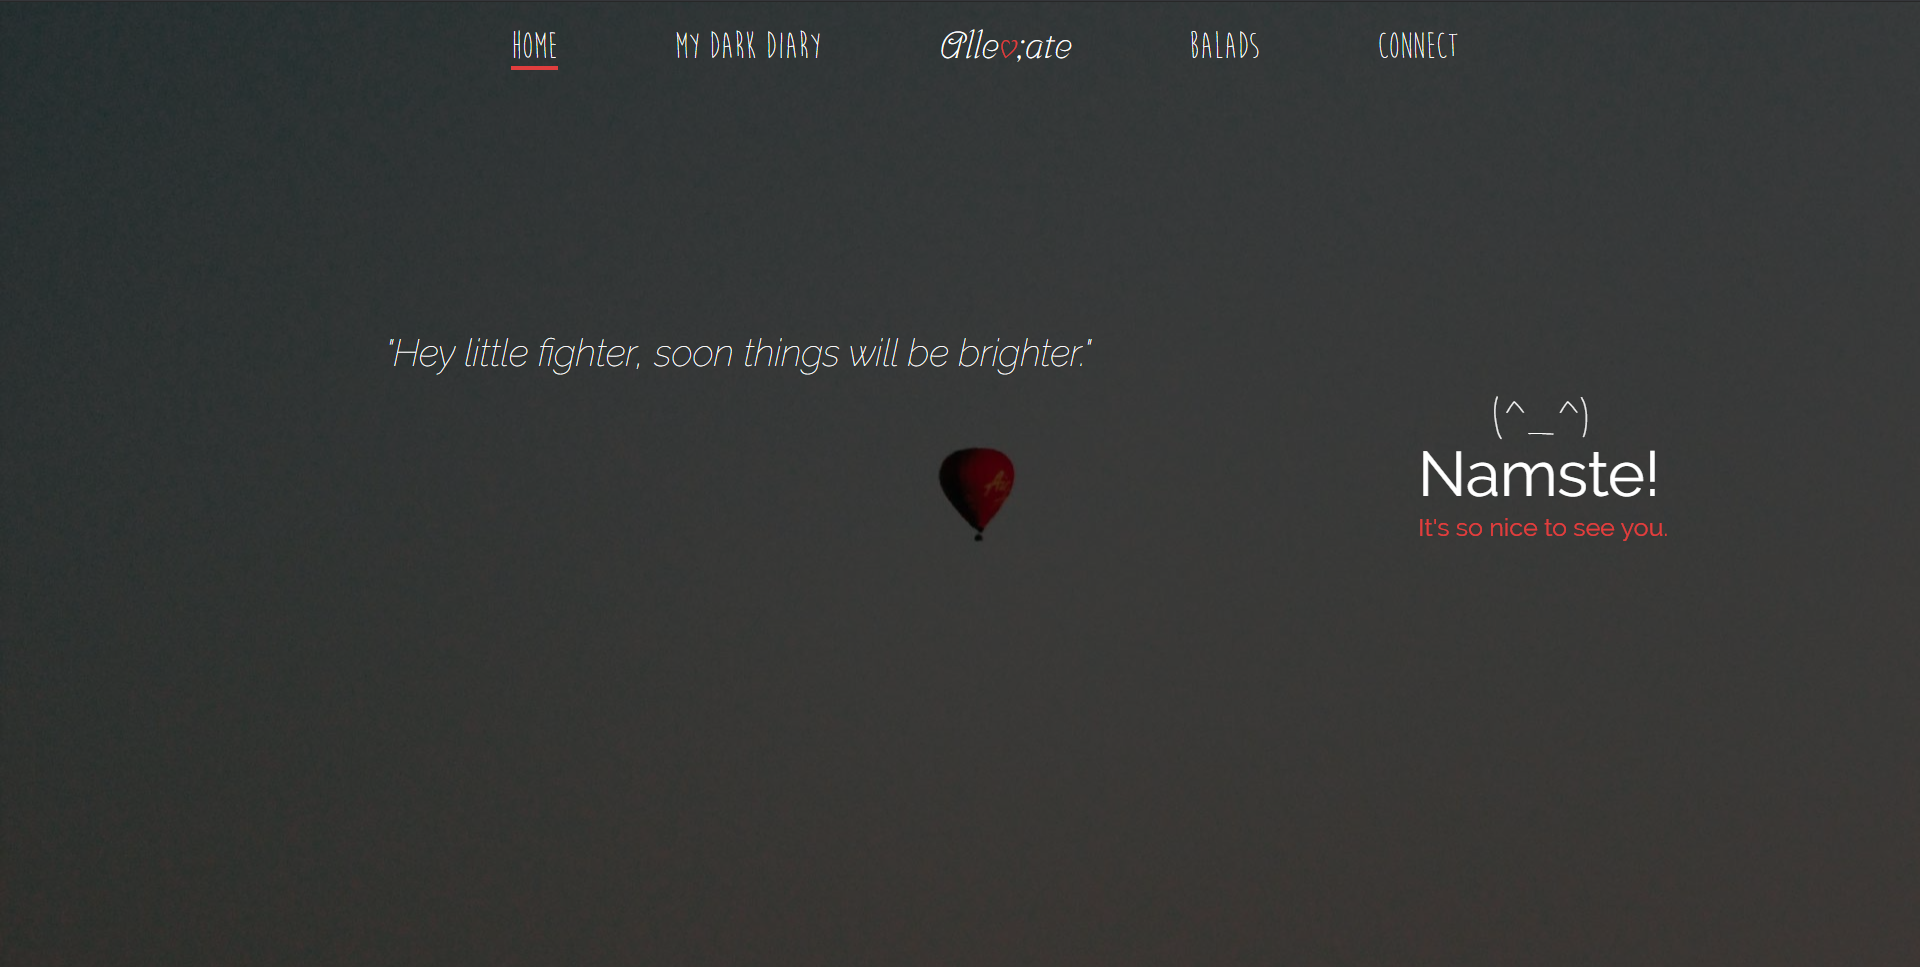 HOME MY DARK DIARY Alle♡;ate BALADS CONNECT
"Hey little fighter, soon things will be brighter."
(^_^)
Namste!
It's so nice to see you.